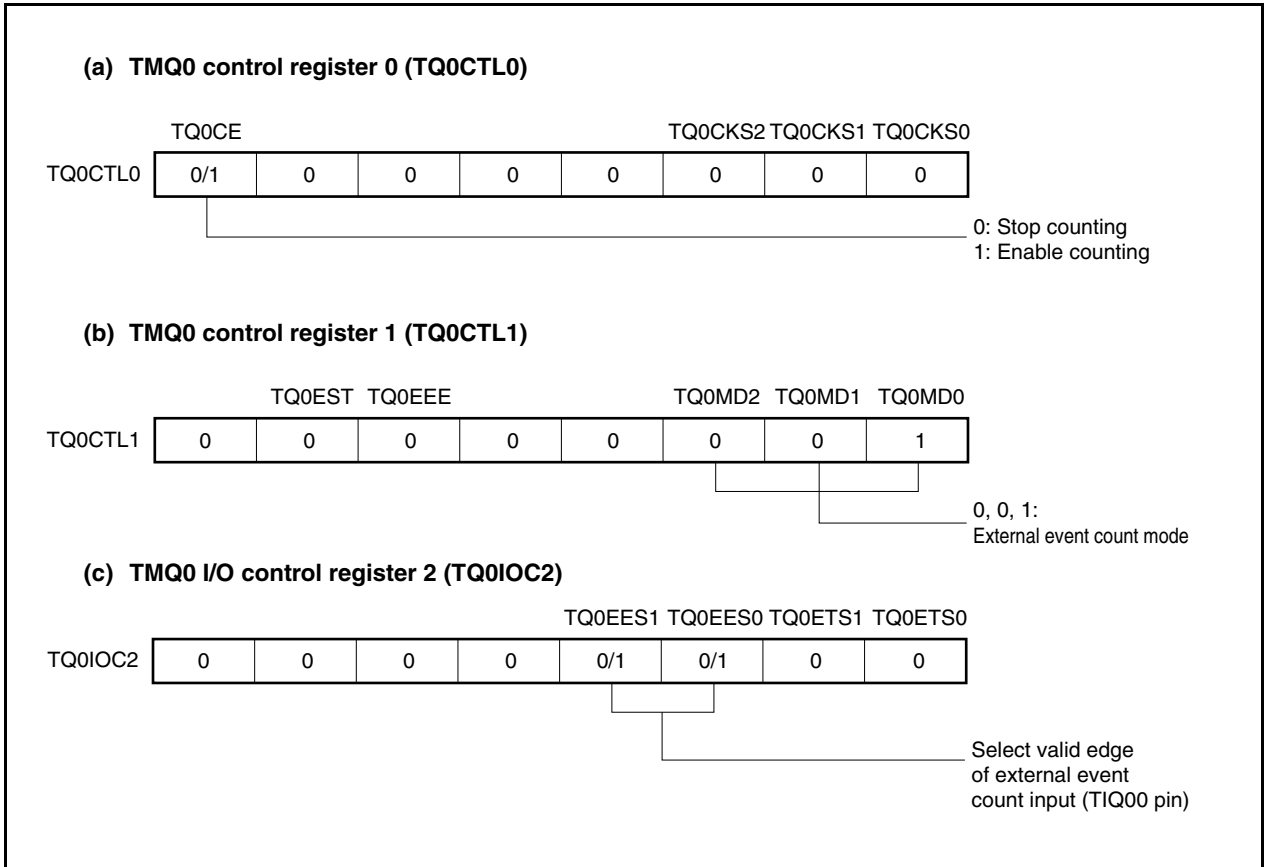 (a) TMQ0 control register 0 (TQ0CTL0)
TQ0CE TQ0CKS2 TQ0CKS1 TQ0CKS0
TQ0CTL0 0/1 0 0 0 0 0 0 0
0: Stop counting
1: Enable counting
(b) TMQ0 control register 1 (TQ0CTL1)
TQ0EST TQ0EEE TQ0MD2 TQ0MD1 TQ0MD0
TQ0CTL1 0 0 0 0 0 0 0 1
0, 0, 1:
External event count mode
(c) TMQ0 I/O control register 2 (TQ0IOC2)
TQ0EES1 TQ0EES0 TQ0ETS1 TQ0ETS0
TQ0IOC2 0 0 0 0 0/1 0/1 0 0
Select valid edge
of external event
count input (TIQ00 pin)